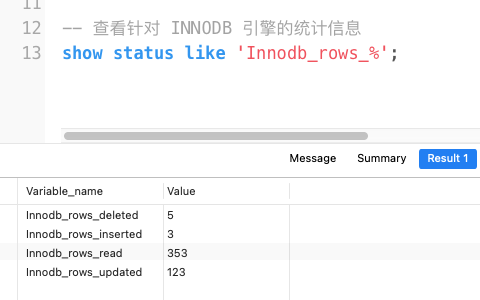 11
12 -- 查看针对 INNODB 引擎的统计信息
13 show status like 'Innodb_rows_%';
Message Summary Result 1
Variable_name Value
Innodb_rows_deleted 5
Innodb_rows_inserted 3
Innodb_rows_read 353
Innodb_rows_updated 123